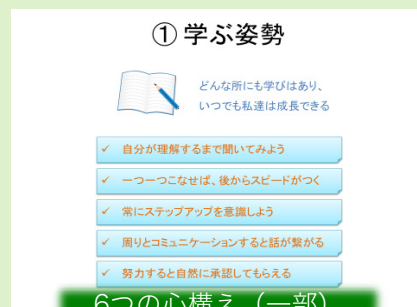 ① 学ぶ姿勢
どんな所にも学びはあり、
いつでも私達は成長できる
✓ 自分が理解するまで聞いてみよう
✓ 一つ一つこなせば、後からスピードがつく
✓ 常にステップアップを意識しよう
✓ 周りとコミュニケーションすると話が繋がる
✓ 努力すると自然に承認してもらえる
6つの心構え（一部）